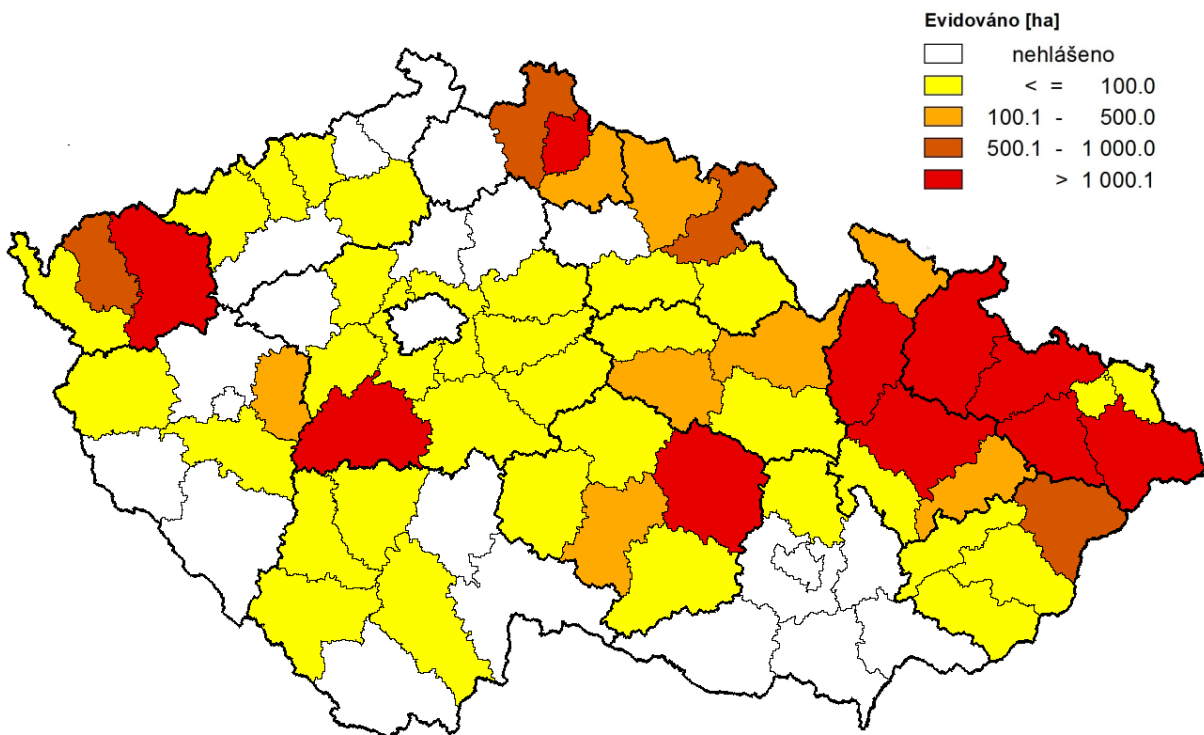 Evidováno [ha]
nehlášeno
< = 100.0
100.1 - 500.0
500.1 - 1 000.0
> 1 000.1